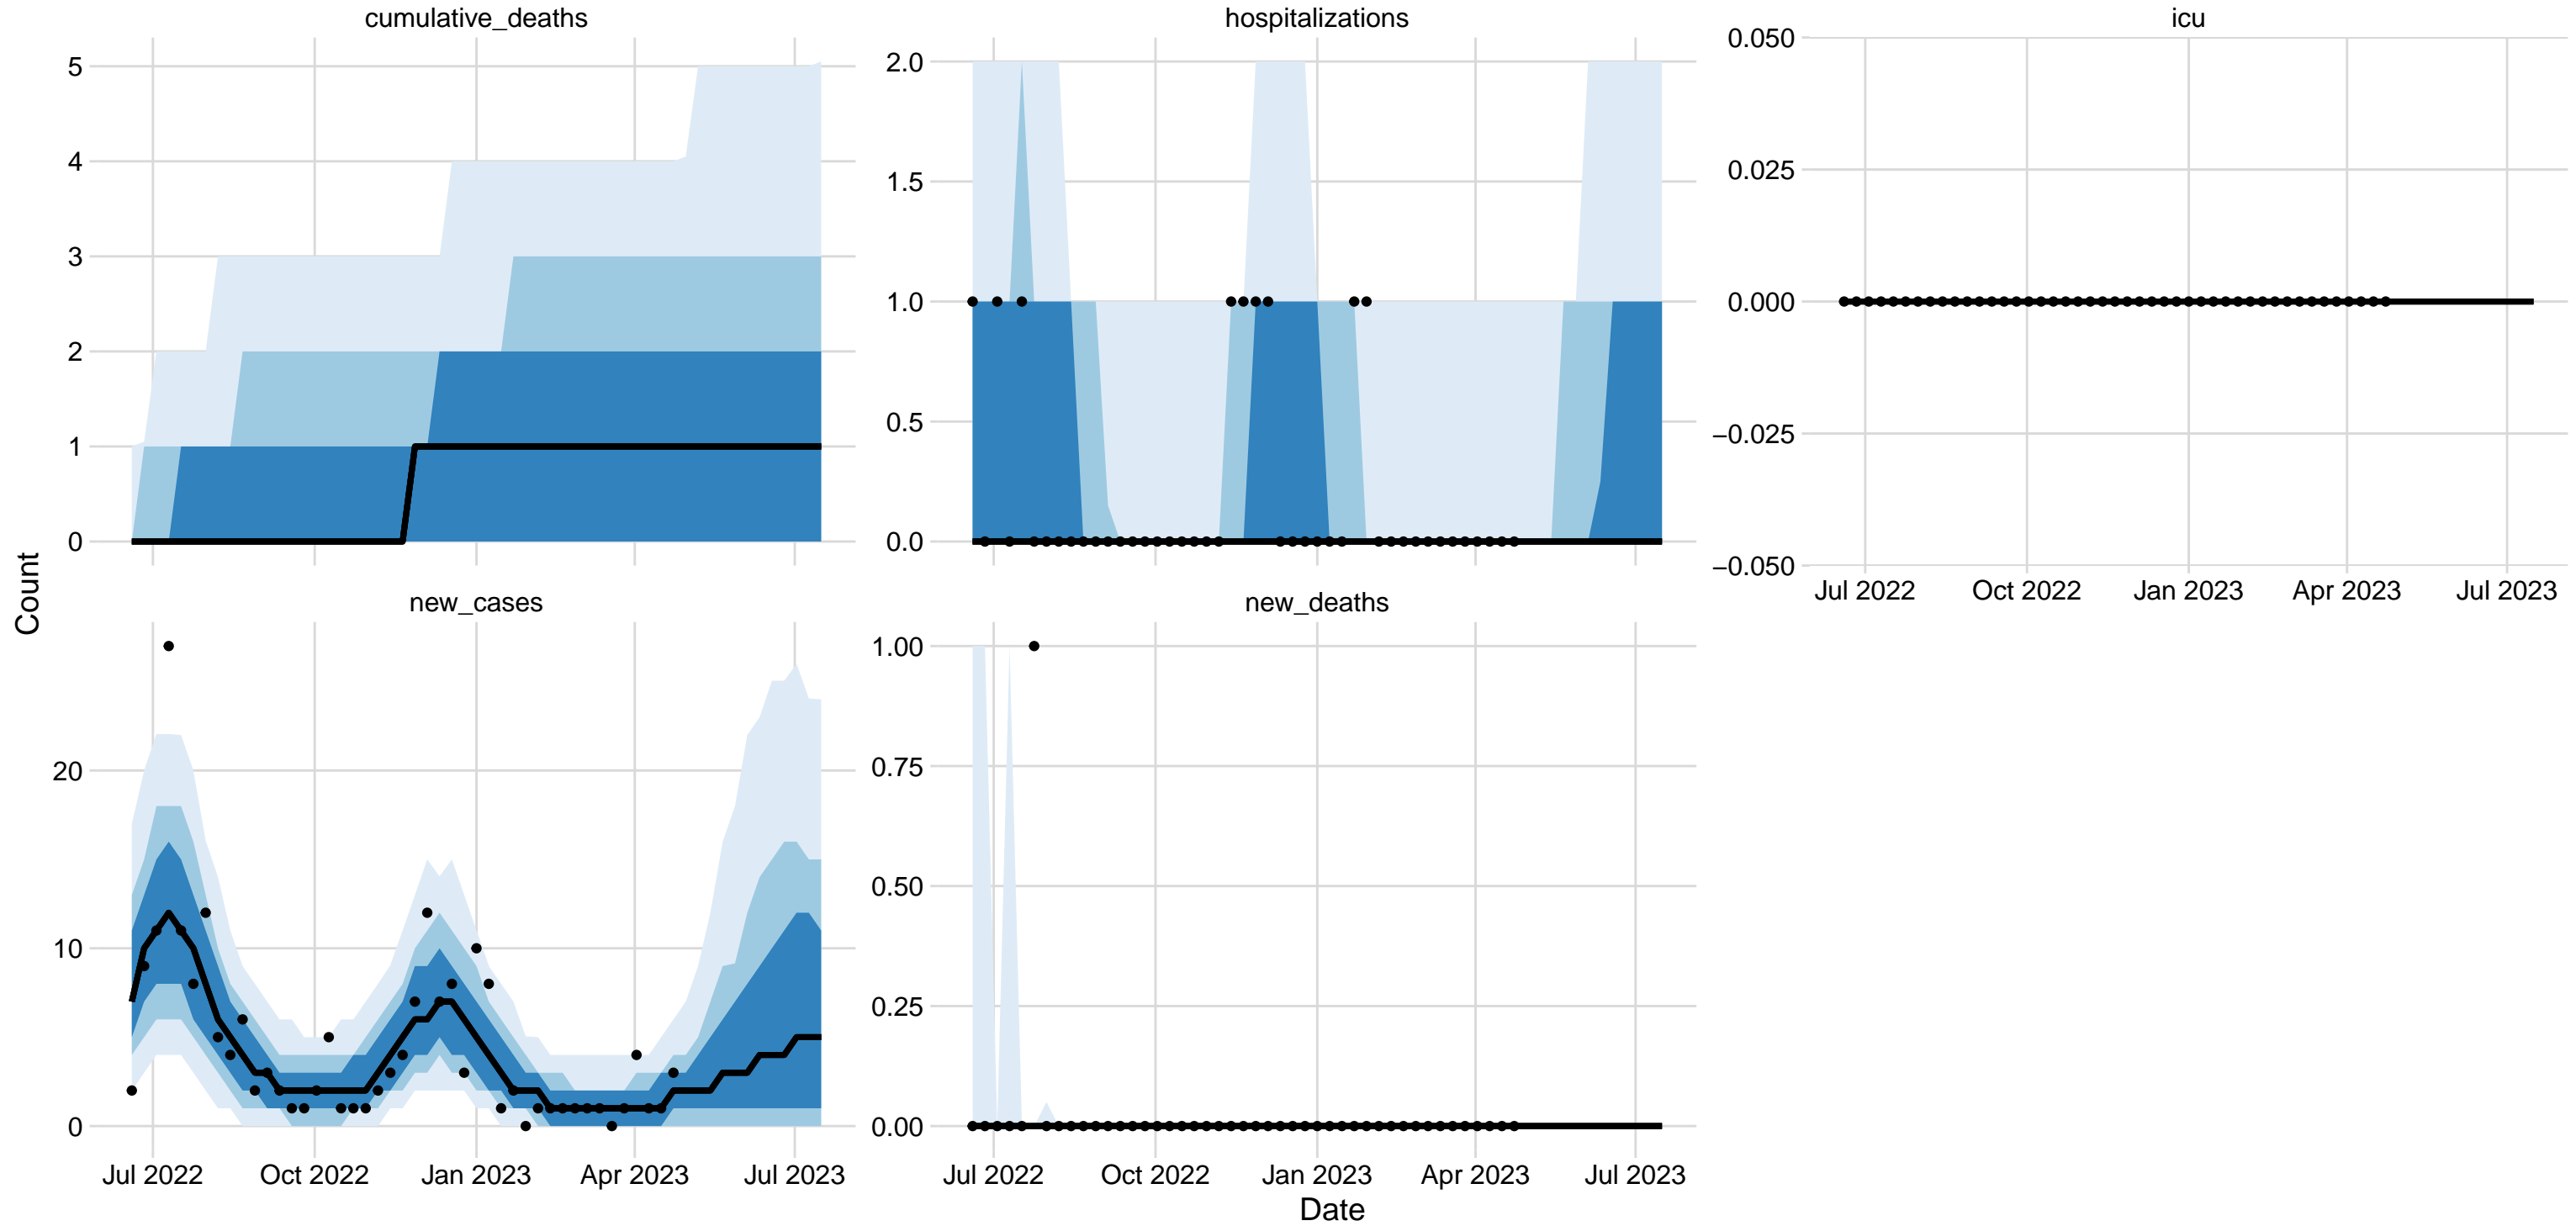 cumulative_deaths
hospitalizations
icu
5
4
3
2
1
0
2.0
1.5
1.0
0.5
0.0
0.050
0.025
0.000
−0.025
−0.050
Jul 2022 Oct 2022 Jan 2023 Apr 2023 Jul 2023
Count
new_cases
new_deaths
20
10
0
1.00
0.75
0.50
0.25
0.00
Jul 2022 Oct 2022 Jan 2023 Apr 2023 Jul 2023
Jul 2022 Oct 2022 Jan 2023 Apr 2023 Jul 2023
Date